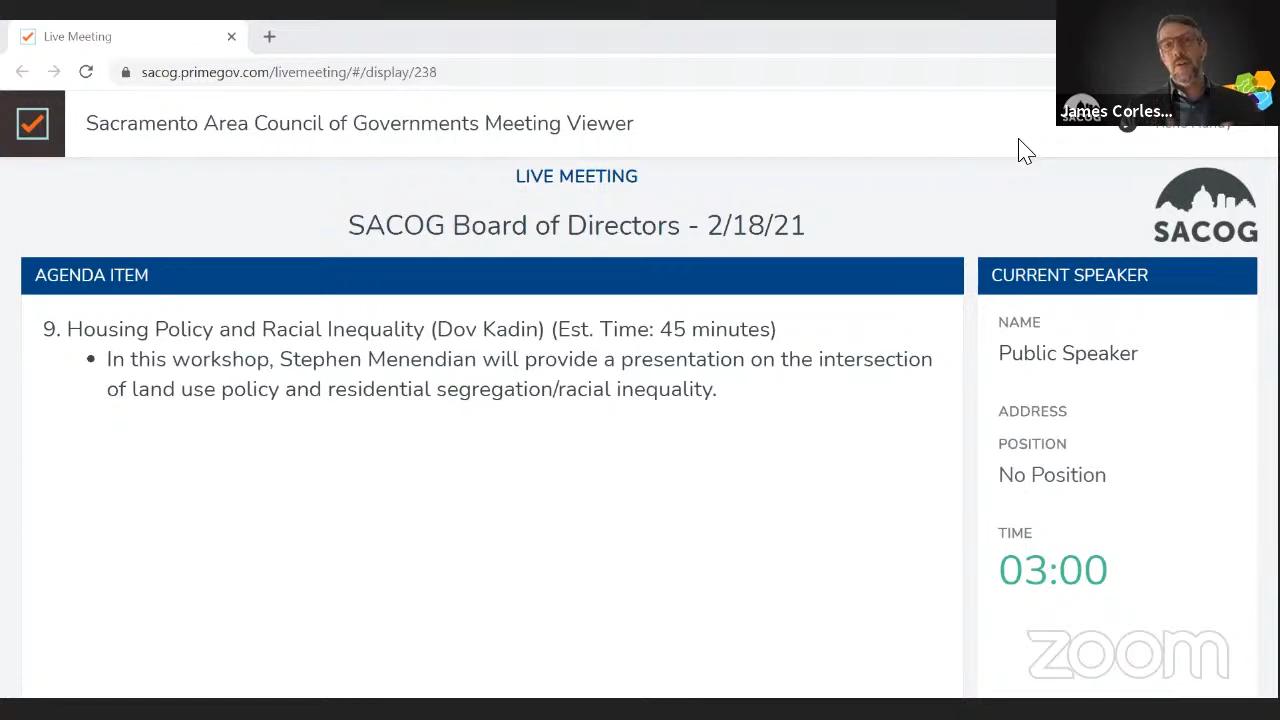 Live Meeting
sacog.primegov.com/livemeeting/#/display/238
Sacramento Area Council of Governments Meeting Viewer
James Corles...
SACOG
LIVE MEETING
SACOG Board of Directors - 2/18/21
SACOG
AGENDA ITEM
9. Housing Policy and Racial Inequality (Dov Kadin) (Est. Time: 45 minutes)
• In this workshop, Stephen Menendian will provide a presentation on the intersection
of land use policy and residential segregation/racial inequality.
CURRENT SPEAKER
NAME
Public Speaker
ADDRESS
POSITION
No Position
TIME
03:00
zoom